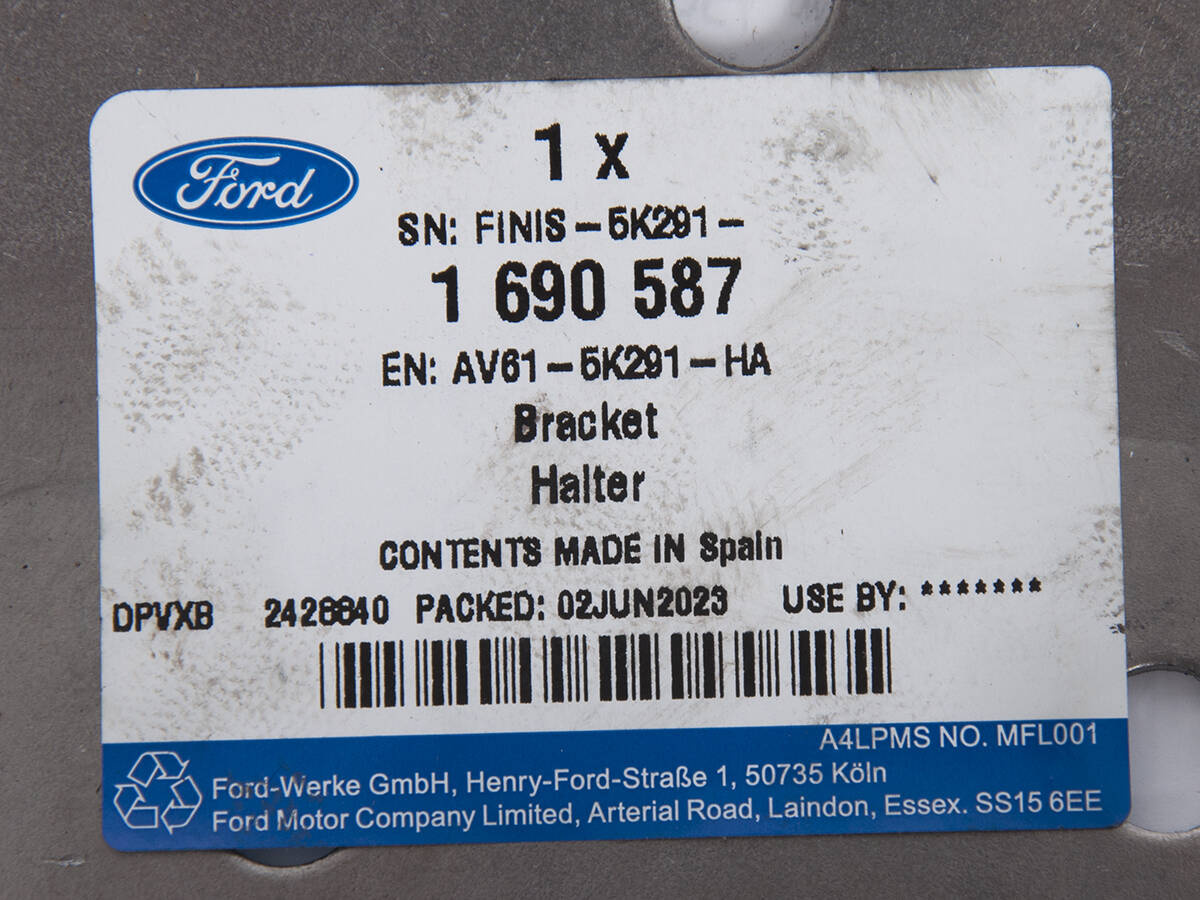 Ford
1 x
SN: FINIS-5K291-
1 690 587
EN: AV61-5K291-HA
Bracket
Halter
CONTENTS MADE IN Spain
DPVXB 2428840 PACKED: 02JUN2023 USE BY: *******
A4LPMS NO. MFL001
Ford-Werke GmbH, Henry-Ford-Straße 1, 50735 Köln
Ford Motor Company Limited, Arterial Road, Laindon, Essex. SS15 6EE